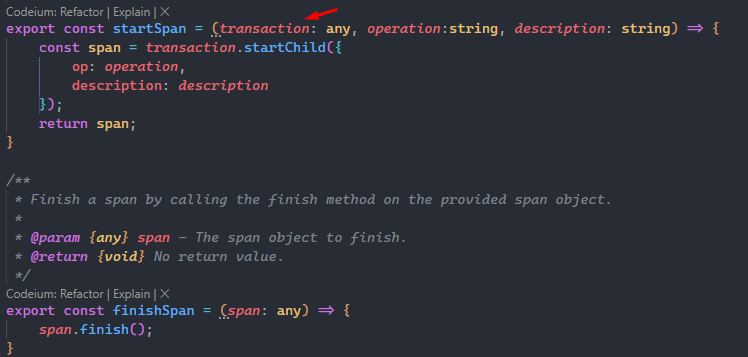 Codeium: Refactor | Explain | ×
export const startSpan = (transaction: any, operation:string, description: string) => {
    const span = transaction.startChild({
        op: operation,
        description: description
    });
    return span;
}
/**
 * Finish a span by calling the finish method on the provided span object.
 *
 * @param {any} span - The span object to finish.
 * @return {void} No return value.
 */
Codeium: Refactor | Explain | ×
export const finishSpan = (span: any) => {
    span.finish();
}